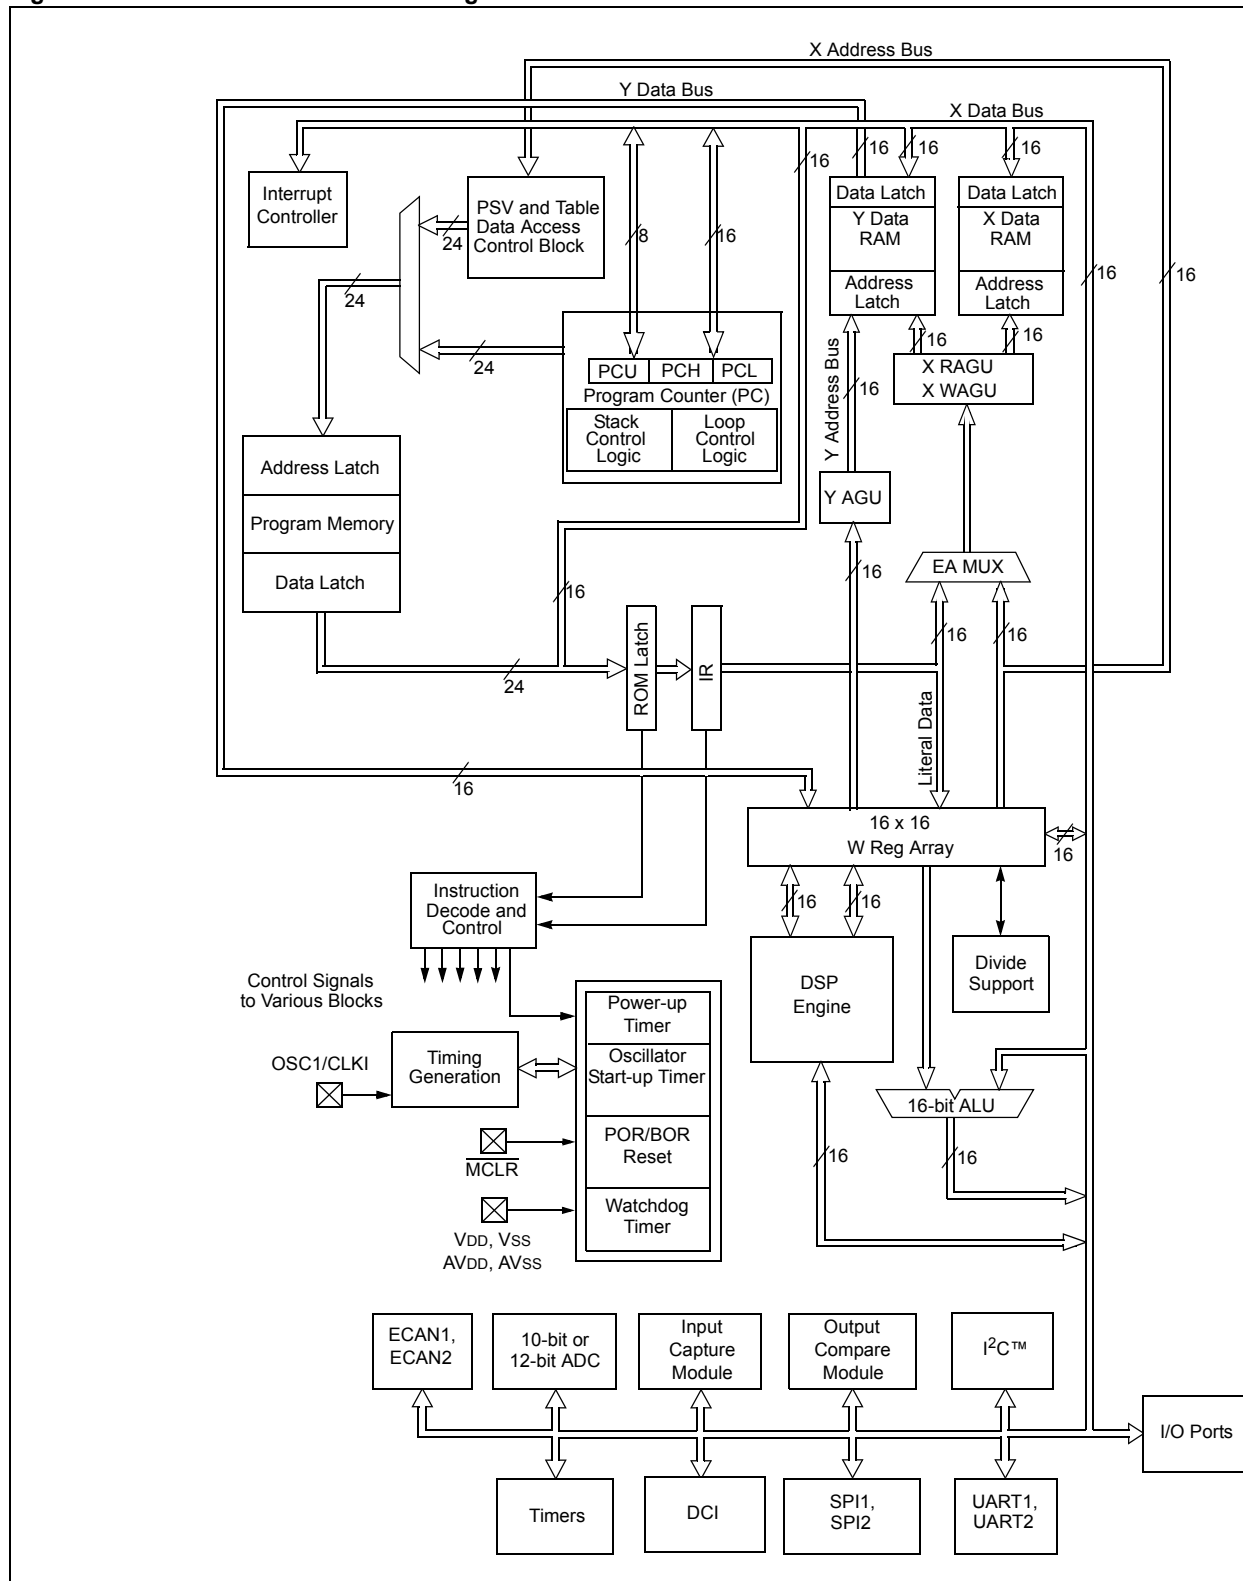 X Address Bus
Y Data Bus
X Data Bus
16
16
16
16
Interrupt
Controller
PSV and Table
Data Access
Control Block
24
8
16
Data Latch
Y Data
RAM
Address
Latch
Data Latch
X Data
RAM
Address
Latch
16
16
24
24
16
16
PCU
PCH
PCL
Program Counter (PC)
Stack
Control
Logic
Loop
Control
Logic
X RAGU
X WAGU
Y Address Bus
16
Address Latch
Program Memory
Data Latch
Y AGU
EA MUX
16
16
16
16
24
ROM Latch
IR
Literal Data
16
16 x 16
W Reg Array
16
Instruction
Decode and
Control
16
16
DSP
Engine
Divide
Support
Control Signals
to Various Blocks
Power-up
Timer
OSC1/CLKI
Timing
Generation
Oscillator
Start-up Timer
16-bit ALU
POR/BOR
Reset
MCLR
16
16
Watchdog
Timer
VDD, VSS
AVDD, AVSS
ECAN1,
ECAN2
10-bit or
12-bit ADC
Input
Capture
Module
Output
Compare
Module
I²C™
I/O Ports
Timers
DCI
SPI1,
SPI2
UART1,
UART2